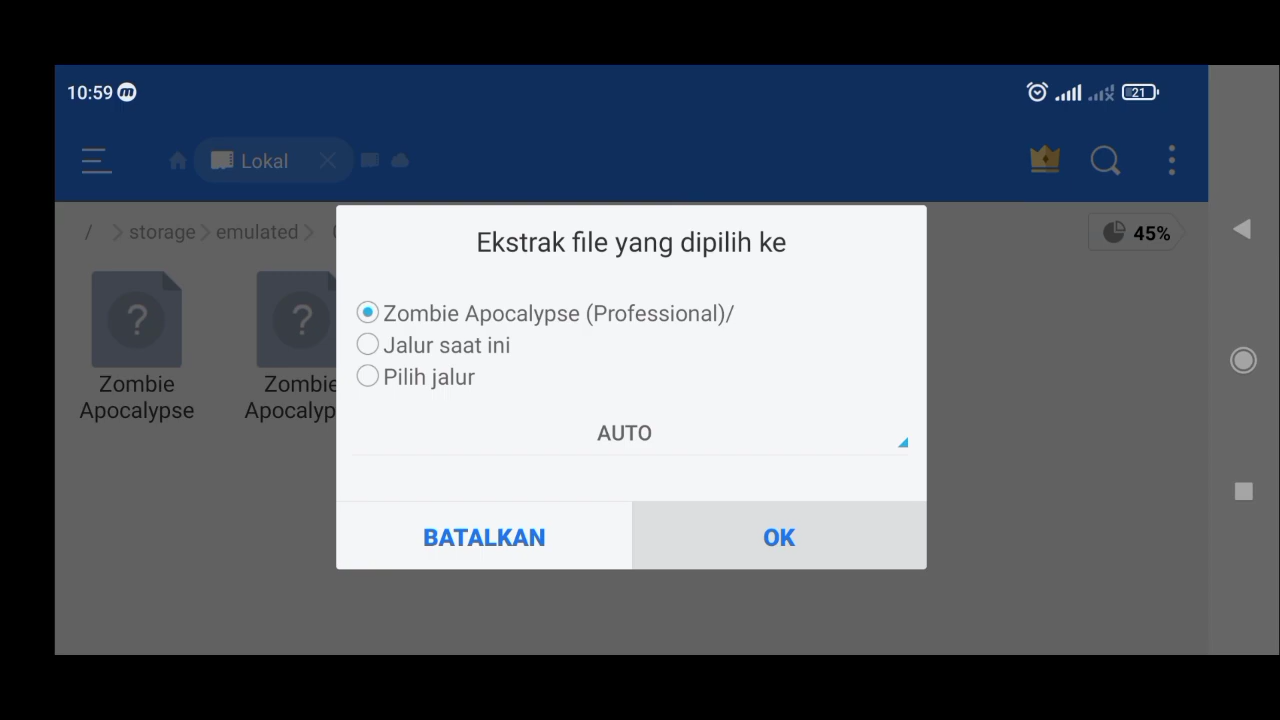 10:59
21
Lokal
/ storage emulated
45%
Ekstrak file yang dipilih ke
Zombie Apocalypse (Professional)/
Jalur saat ini
Pilih jalur
AUTO
BATALKAN
OK
Zombie
Apocalypse
Zombie